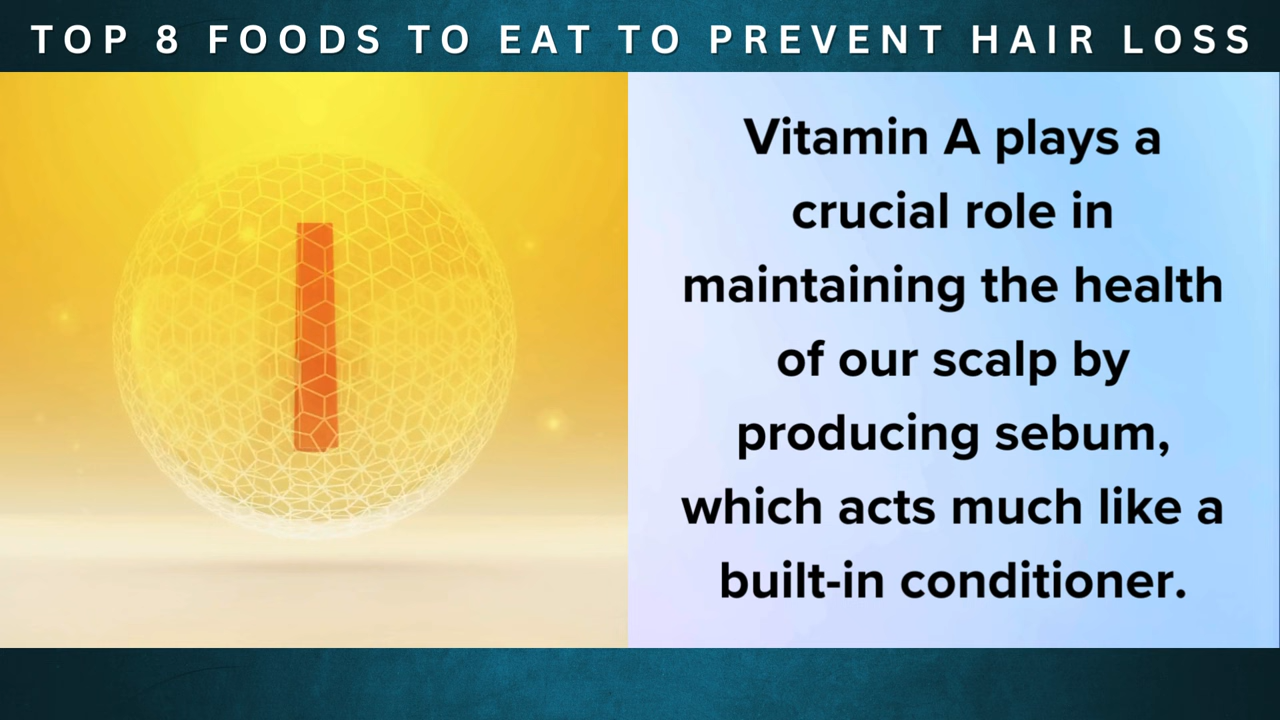 TOP 8 FOODS TO EAT TO PREVENT HAIR LOSS
Vitamin A plays a
crucial role in
maintaining the health
of our scalp by
producing sebum,
which acts much like a
built-in conditioner.